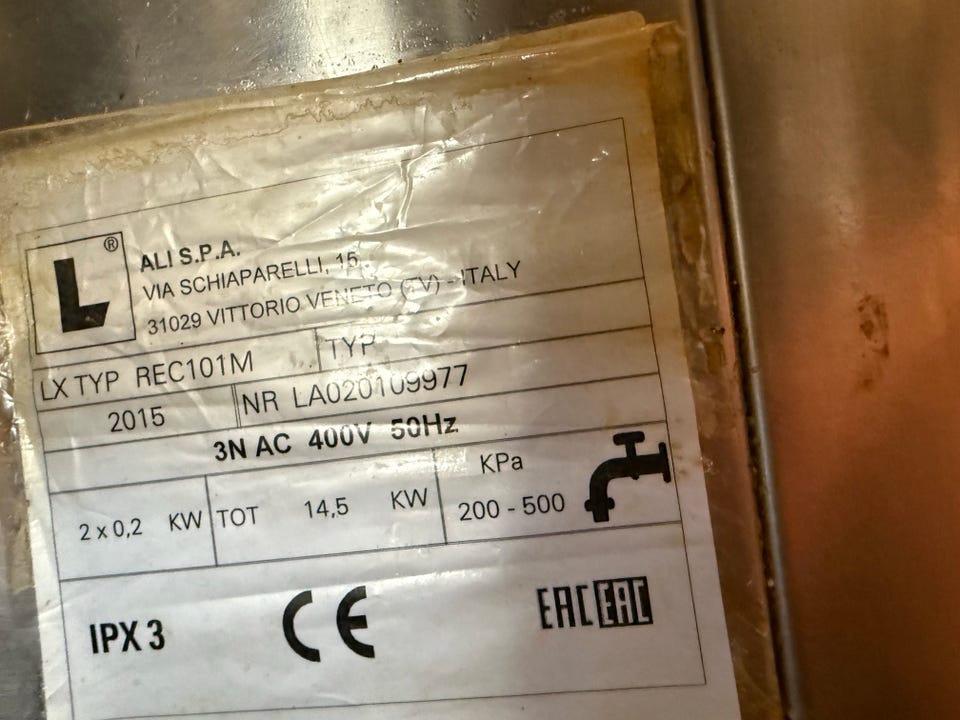 L®
ALI S.P.A.
VIA SCHIAPARELLI, 15
31029 VITTORIO VENETO (TV) - ITALY
LX TYP REC101M TYP
2015 NR LA020109977
3N AC 400V 50Hz
2 x 0,2 KW TOT 14,5 KW KPa 200 - 500
IPX 3 CE EAC EAC